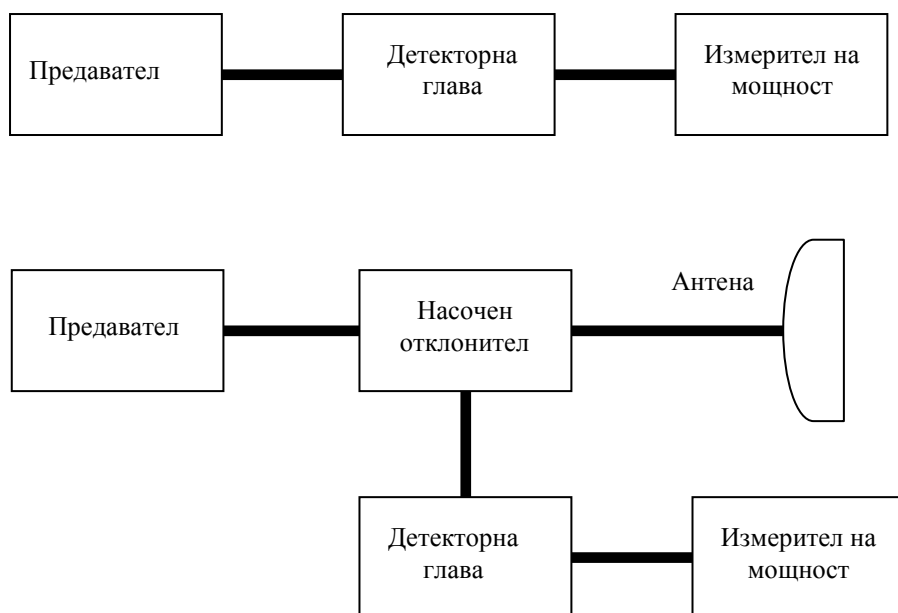 Предавател
Детекторна
глава
Измерител на
мощност
Антена
Предавател
Насочен
отклонител
Детекторна
глава
Измерител на
мощност